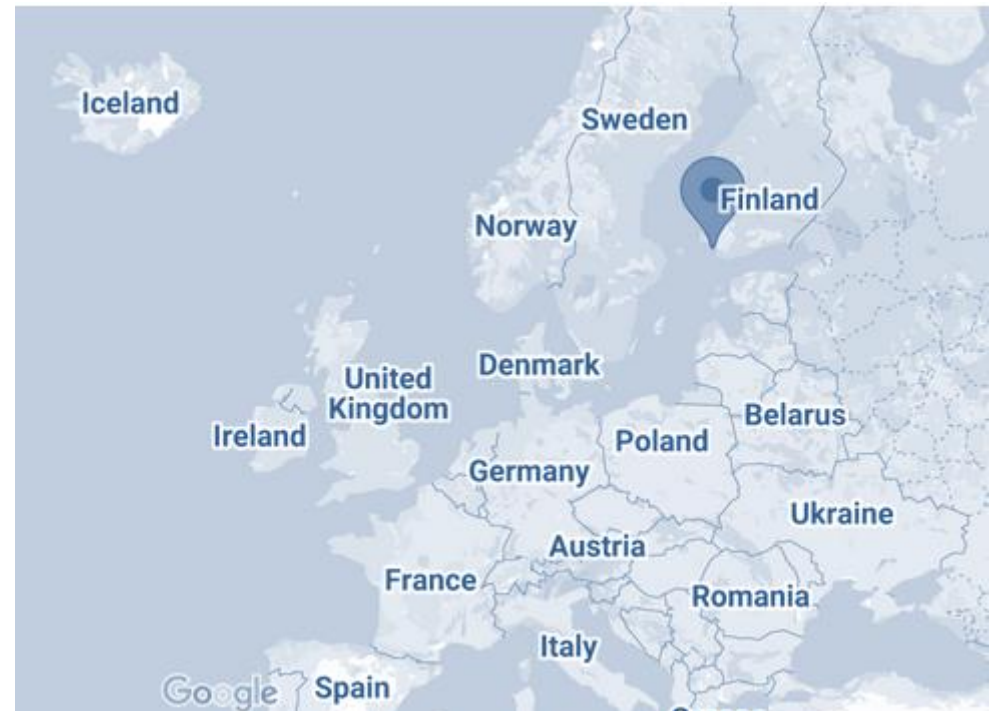 Iceland
Sweden
Finland
Norway
Denmark
United
Kingdom
Ireland
Belarus
Poland
Germany
Ukraine
Austria
France
Romania
Italy
Google
Spain